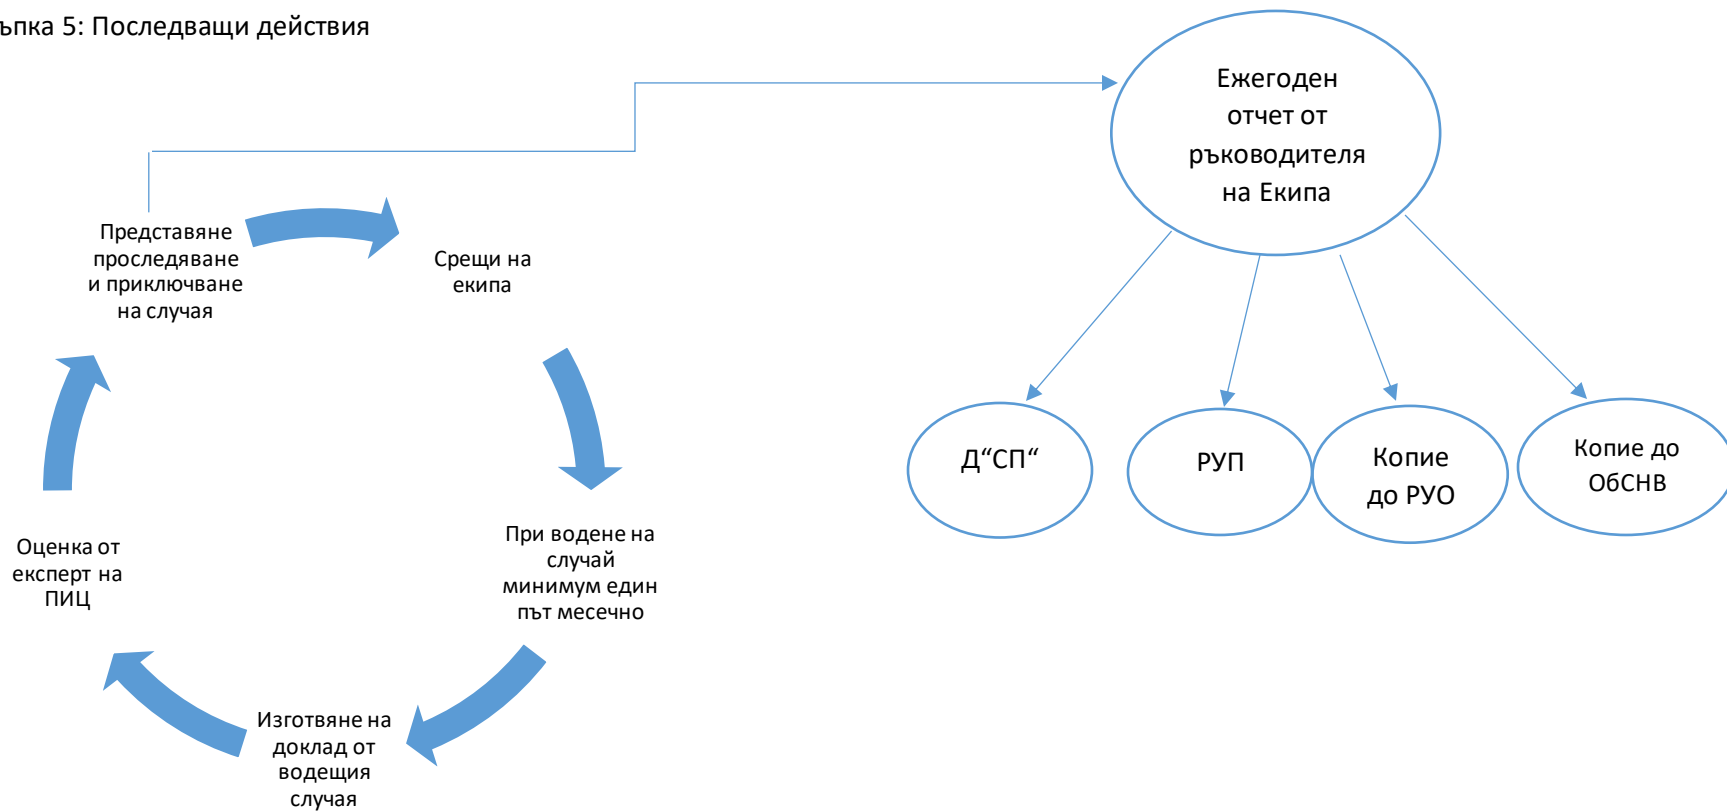 ъпка 5: Последващи действия
Ежегоден
отчет от
ръководителя
на Екипа
Представяне
проследяване
и приключване
на случая
Срещи на
екипа
При водене на
случай
минимум един
път месечно
Изготвяне на
доклад от
водещия
случая
Оценка от
експерт на
ПИЦ
Д“СП“
РУП
Копие
до РУО
Копие до
ОбСНВ